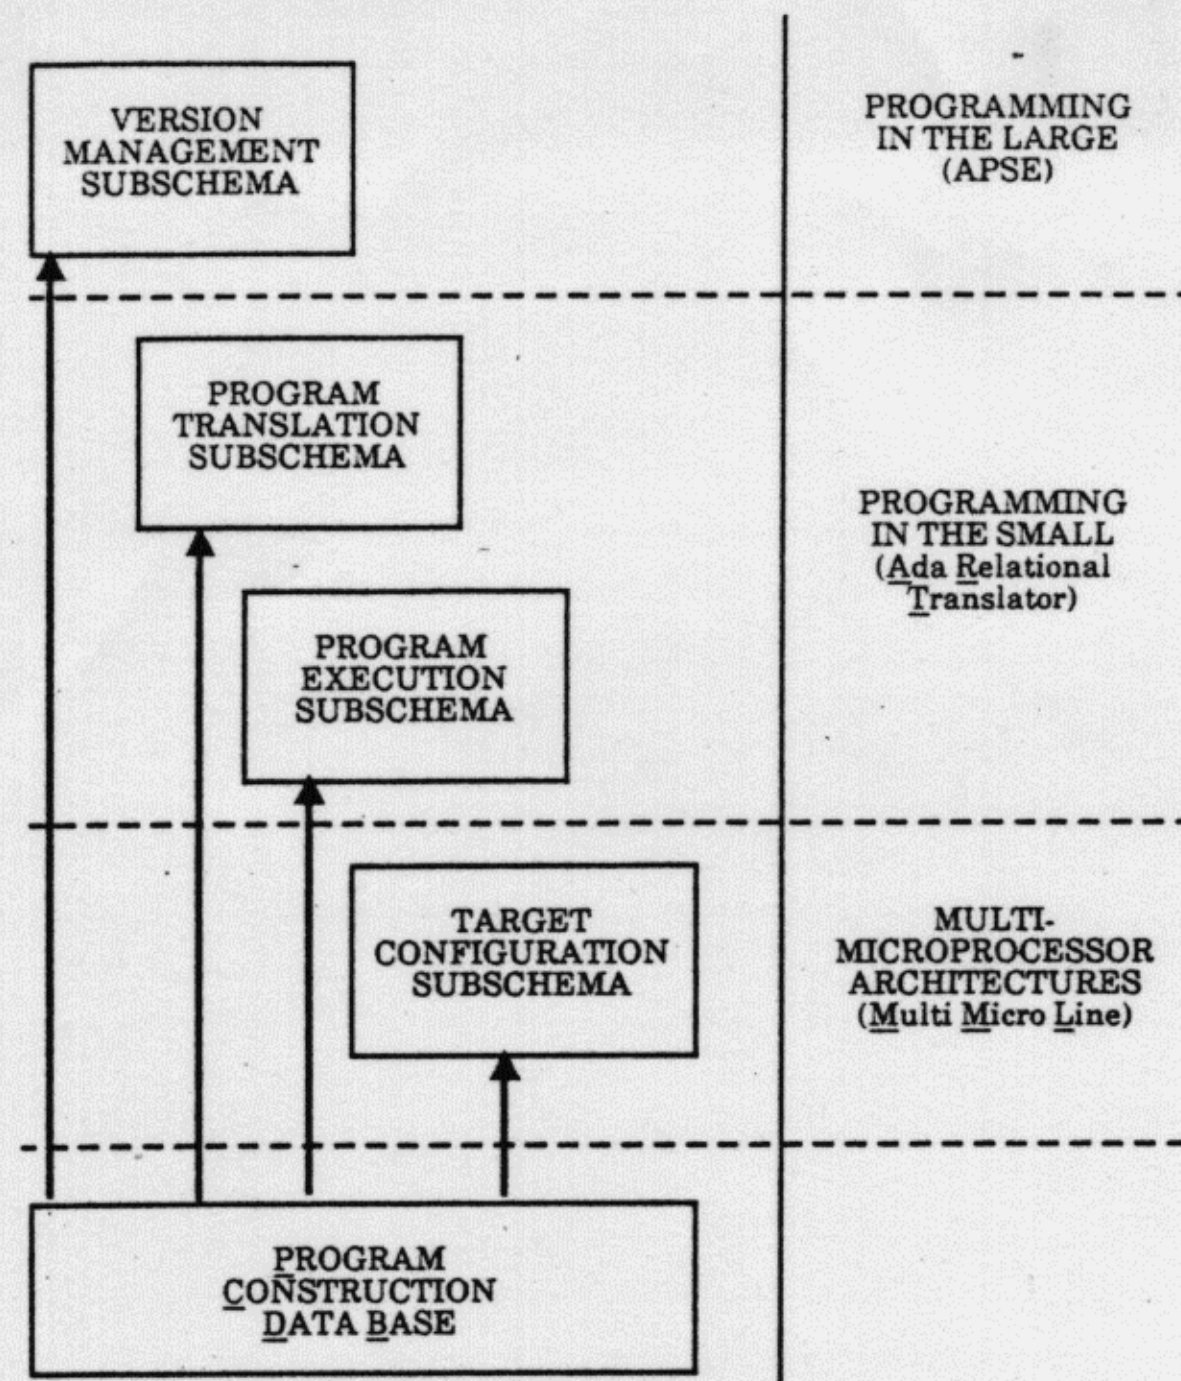 VERSION
MANAGEMENT
SUBSCHEMA
PROGRAMMING
IN THE LARGE
(APSE)
PROGRAM
TRANSLATION
SUBSCHEMA
PROGRAM
EXECUTION
SUBSCHEMA
PROGRAMMING
IN THE SMALL
(Ada Relational
Translator)
TARGET
CONFIGURATION
SUBSCHEMA
MULTI-
MICROPROCESSOR
ARCHITECTURES
(Multi Micro Line)
PROGRAM
CONSTRUCTION
DATA BASE